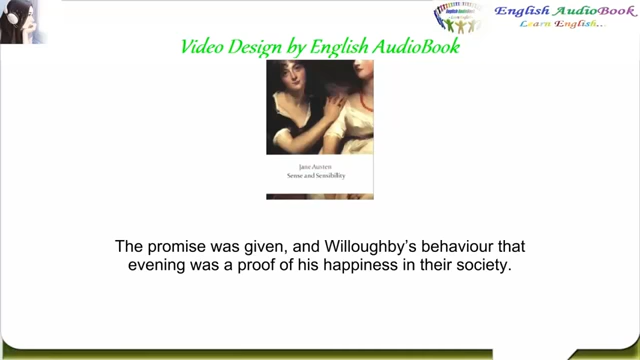 English AudioBook
Learn English...
Video Design by English AudioBook
Jane Austen
Sense and Sensibility
The promise was given, and Willoughby's behaviour that
evening was a proof of his happiness in their society.